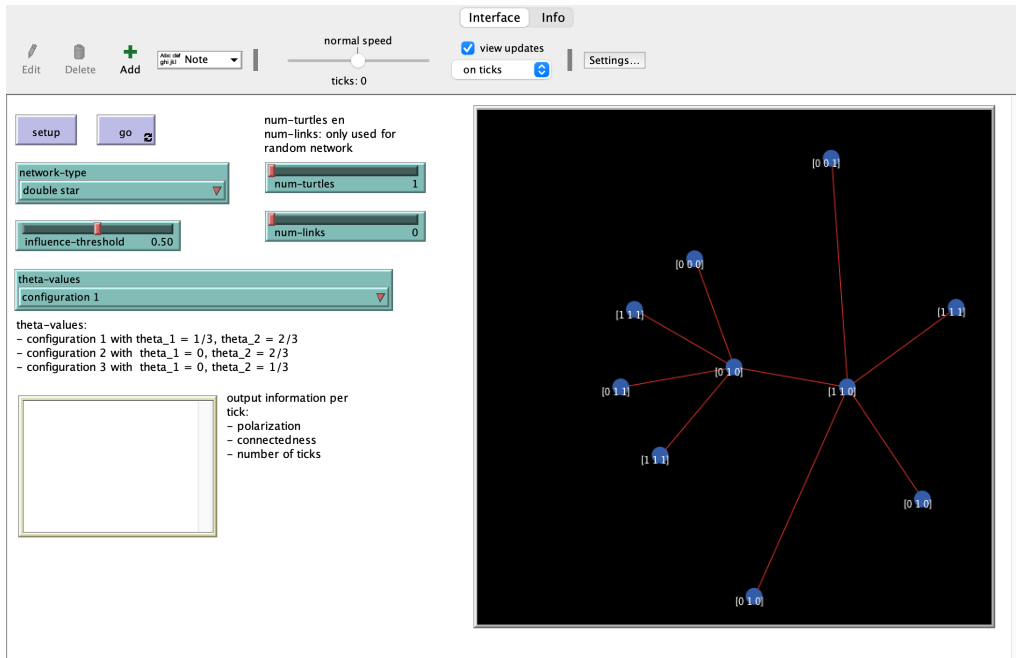 Interface Info
Edit
Delete
Add
Abc def
ghi jkl
Note
normal speed
ticks: 0
view updates
on ticks
Settings...
setup
go
num-turtles en
num-links: only used for
random network
network-type
double star
num-turtles 1
influence-threshold 0.50
num-links 0
theta-values
configuration 1
theta-values:
- configuration 1 with theta_1 = 1/3, theta_2 = 2/3
- configuration 2 with  theta_1 = 0, theta_2 = 2/3
- configuration 3 with  theta_1 = 0, theta_2 = 1/3
output information per
tick:
- polarization
- connectedness
- number of ticks
[0 0 1]
[0 0 0]
[1 1 1]
[1 1 1]
[0 1 0]
[0 1 1]
[1 1 0]
[1 1 1]
[0 1 0]
[0 1 0]